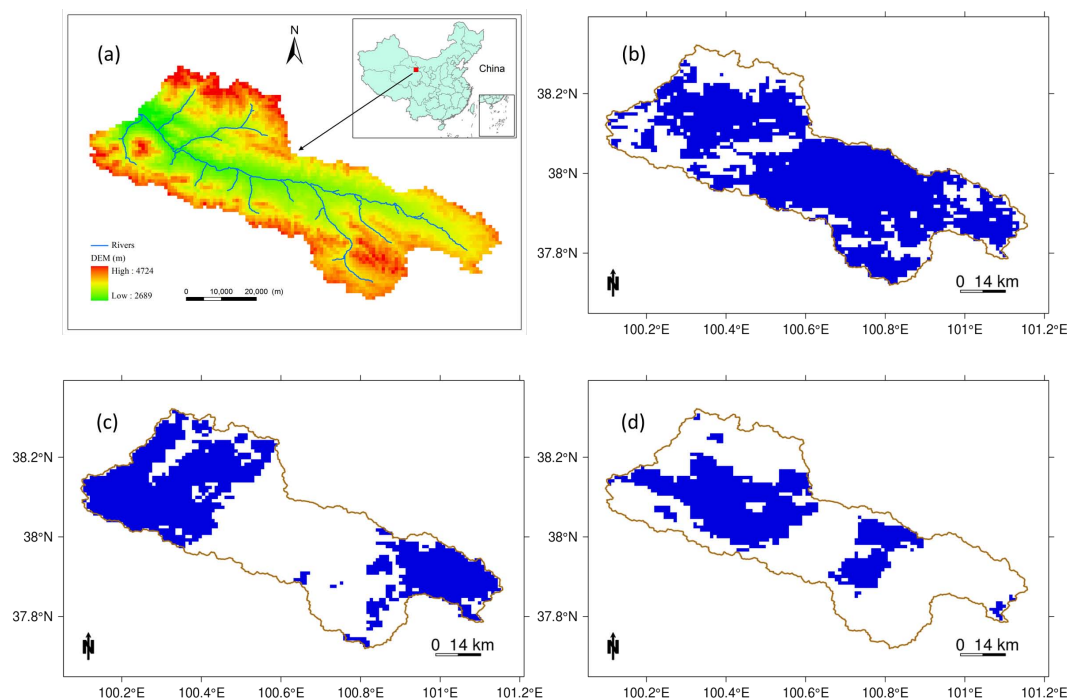 (a)
N
China
Rivers
DEM (m)
High : 4724
Low : 2689
0 10,000 20,000 (m)
(b)
38.2°N
38°N
37.8°N
N
0 14 km
100.2°E 100.4°E 100.6°E 100.8°E 101°E 101.2°E
(c)
38.2°N
38°N
37.8°N
N
0 14 km
100.2°E 100.4°E 100.6°E 100.8°E 101°E 101.2°E
(d)
38.2°N
38°N
37.8°N
N
0 14 km
100.2°E 100.4°E 100.6°E 100.8°E 101°E 101.2°E